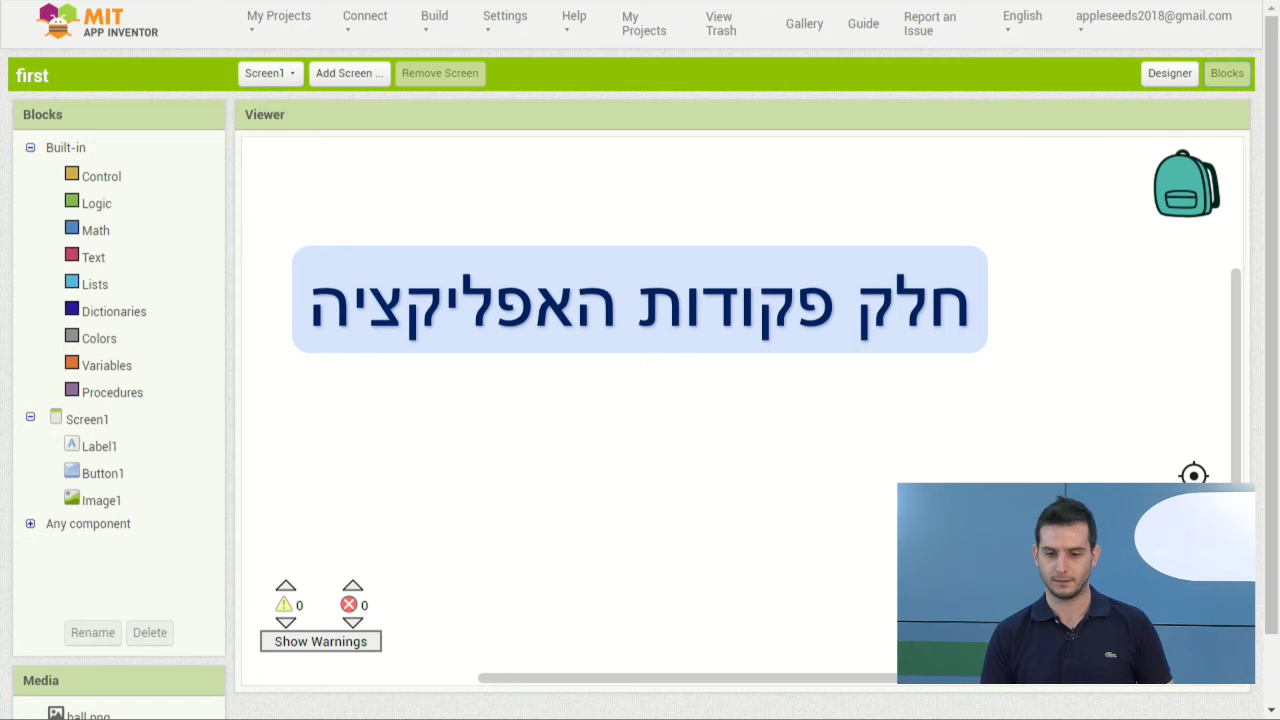 MIT
APP INVENTOR
My Projects
Connect
Build
Settings
Help
My Projects
View Trash
Gallery
Guide
Report an Issue
English
appleseeds2018@gmail.com
first
Screen1
Add Screen ...
Remove Screen
Designer
Blocks
Blocks
Viewer
Built-in
Control
Logic
Math
Text
Lists
Dictionaries
Colors
Variables
Procedures
Screen1
Label1
Button1
Image1
Any component
Rename
Delete
Media
ball.png
חלק פקודות האפליקציה
0
0
Show Warnings